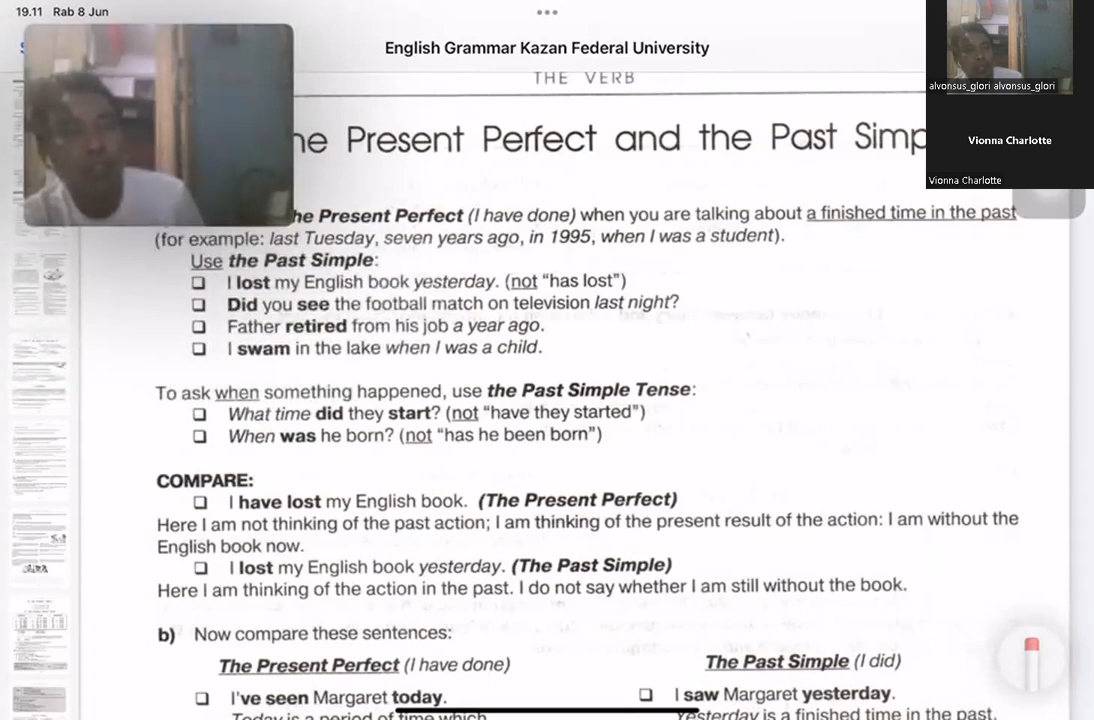 19.11 Rab 8 Jun
English Grammar Kazan Federal University
alvonsus_glori alvonsus_glori
Vionna Charlotte
Vionna Charlotte
THE VERB
he Present Perfect and the Past Simp
he Present Perfect (I have done) when you are talking about a finished time in the past
(for example: last Tuesday, seven years ago, in 1995, when I was a student).
Use the Past Simple:
I lost my English book yesterday. (not “has lost”)
Did you see the football match on television last night?
Father retired from his job a year ago.
I swam in the lake when I was a child.
To ask when something happened, use the Past Simple Tense:
What time did they start? (not “have they started”)
When was he born? (not “has he been born”)
COMPARE:
I have lost my English book. (The Present Perfect)
Here I am not thinking of the past action; I am thinking of the present result of the action: I am without the
English book now.
I lost my English book yesterday. (The Past Simple)
Here I am thinking of the action in the past. I do not say whether I am still without the book.
b) Now compare these sentences:
The Present Perfect (I have done)
The Past Simple (I did)
I've seen Margaret today.
I saw Margaret yesterday.
Today is a period of time which
Yesterday is a finished time in the past.